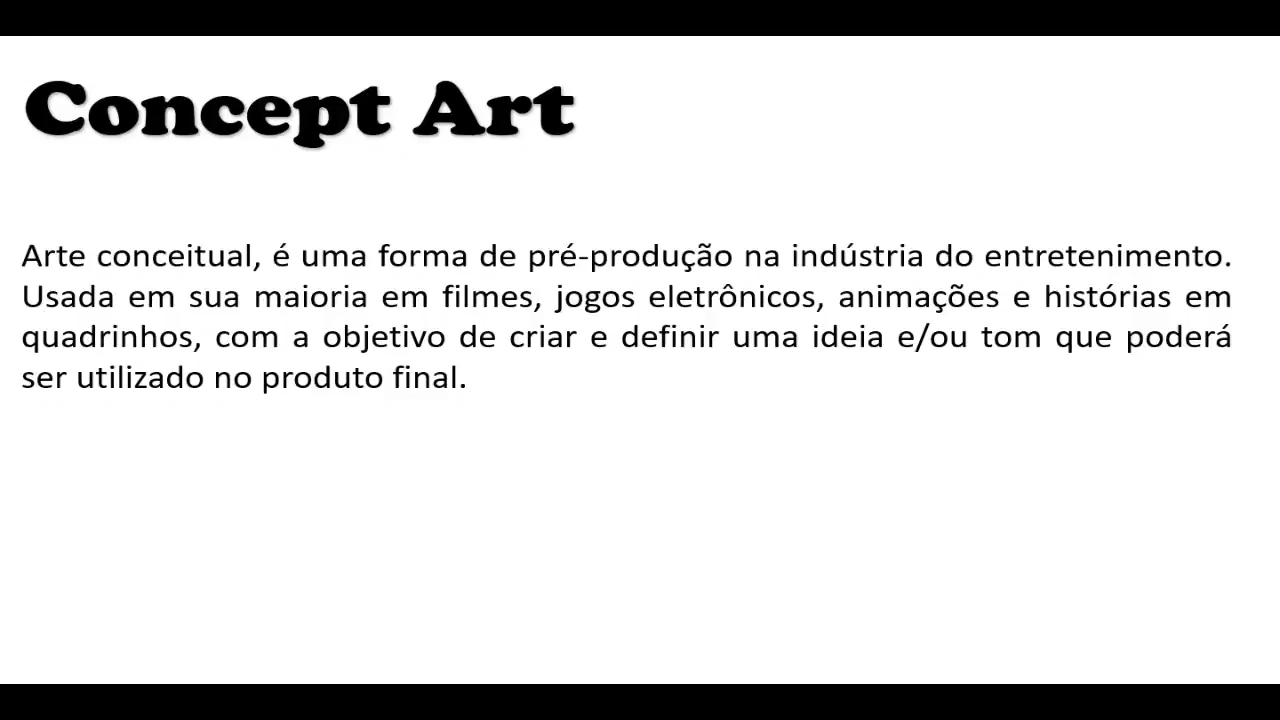 Concept Art
Arte conceitual, é uma forma de pré-produção na indústria do entretenimento.
Usada em sua maioria em filmes, jogos eletrônicos, animações e histórias em
quadrinhos, com a objetivo de criar e definir uma ideia e/ou tom que poderá
ser utilizado no produto final.